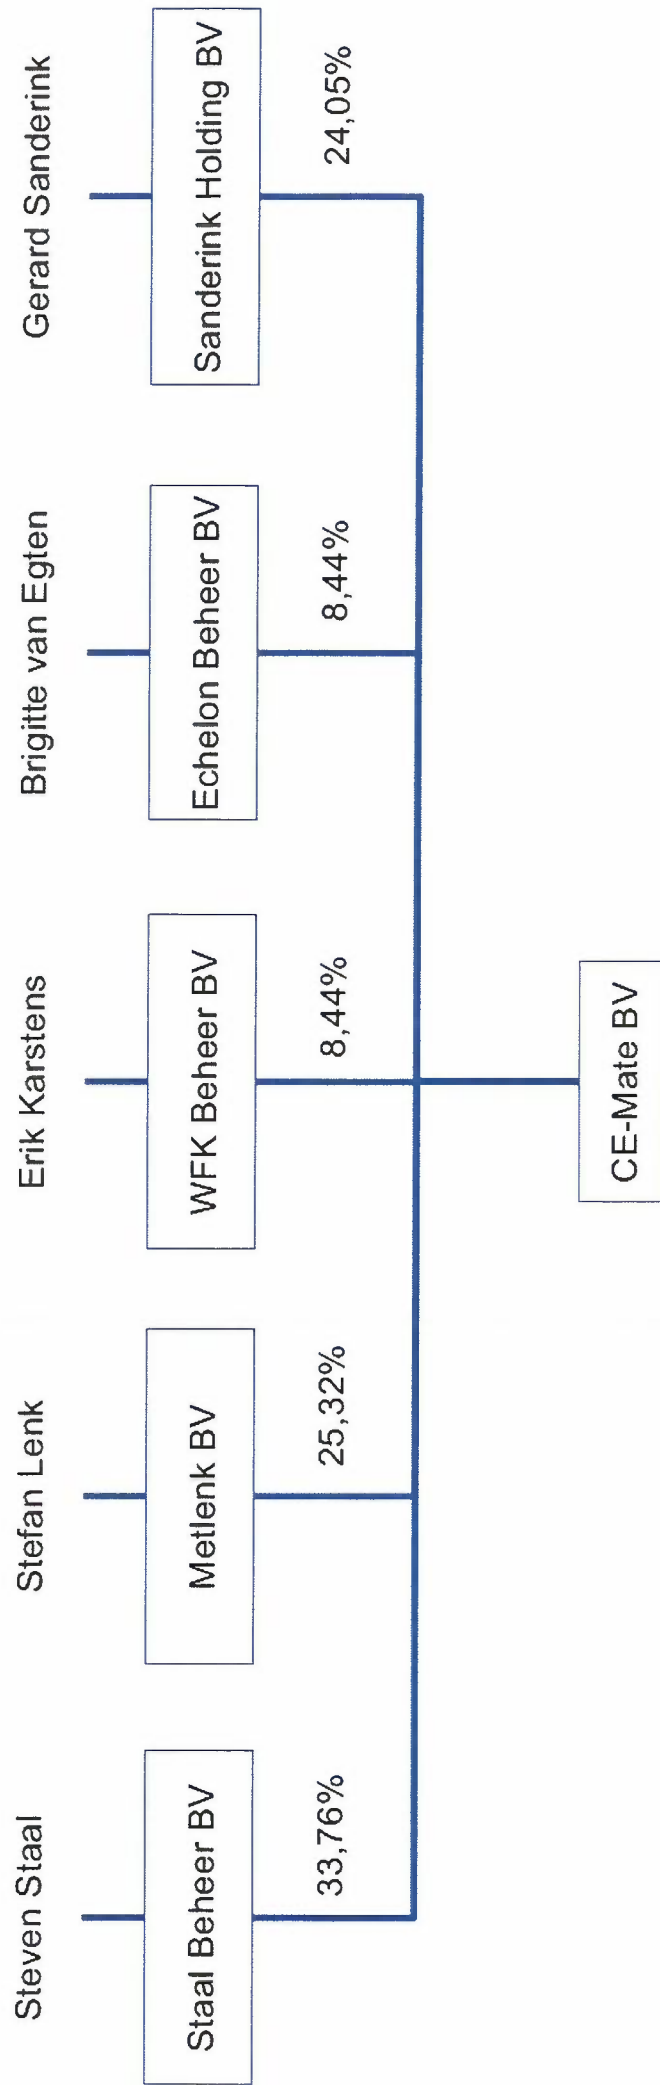 Steven Staal
Stefan Lenk
Erik Karstens
Brigitte van Egten
Gerard Sanderink
Staal Beheer BV
Metlenk BV
WFK Beheer BV
Echelon Beheer BV
Sanderink Holding BV
33,76%
25,32%
8,44%
8,44%
24,05%
CE-Mate BV